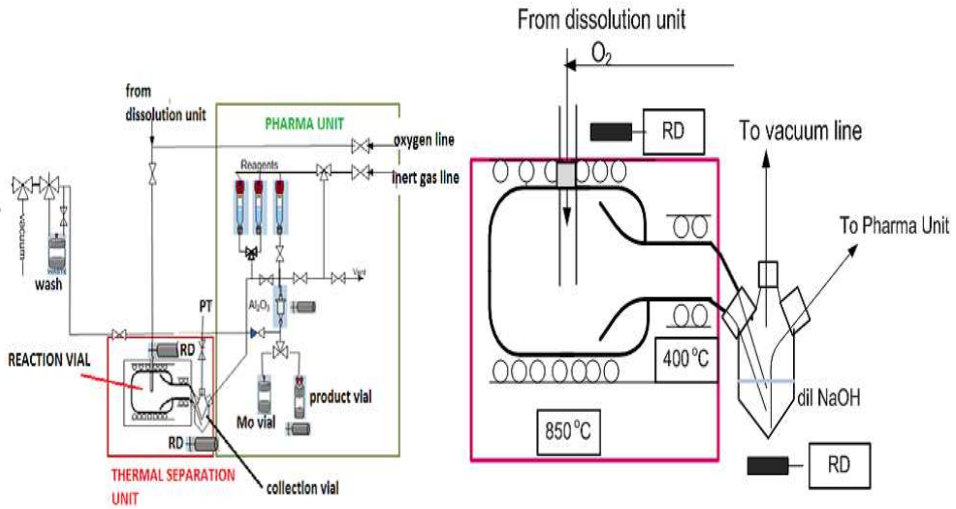 from
dissolution unit
PHARMA UNIT
oxygen line
Reagents
inert gas line
vacuum
WASTE
wash
Vent
Al2O3
PT
RD
REACTION VIAL
product vial
Mo vial
RD
THERMAL SEPARATION
UNIT
collection vial
From dissolution unit
O2
RD
To vacuum line
To Pharma Unit
400 °C
dil NaOH
850 °C
RD